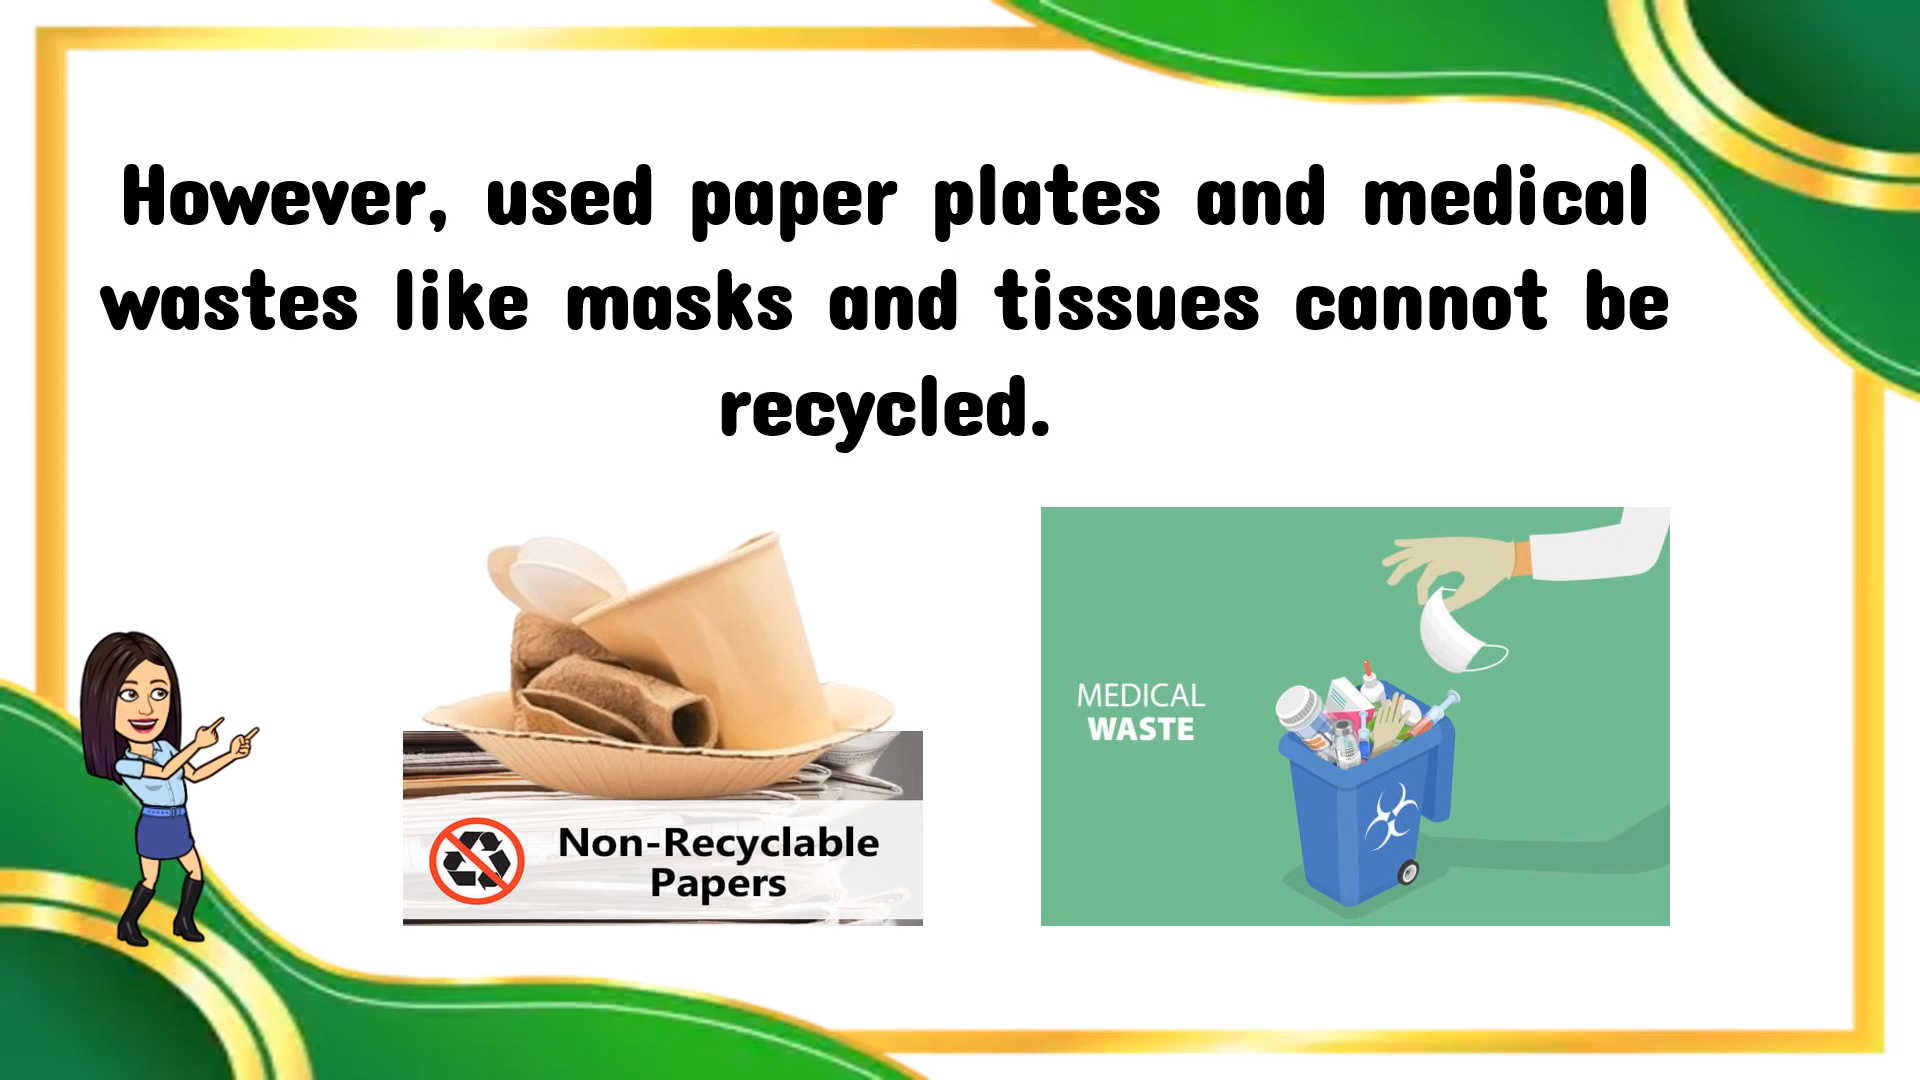 However, used paper plates and medical
wastes like masks and tissues cannot be
recycled.
Non-Recyclable
Papers
MEDICAL
WASTE